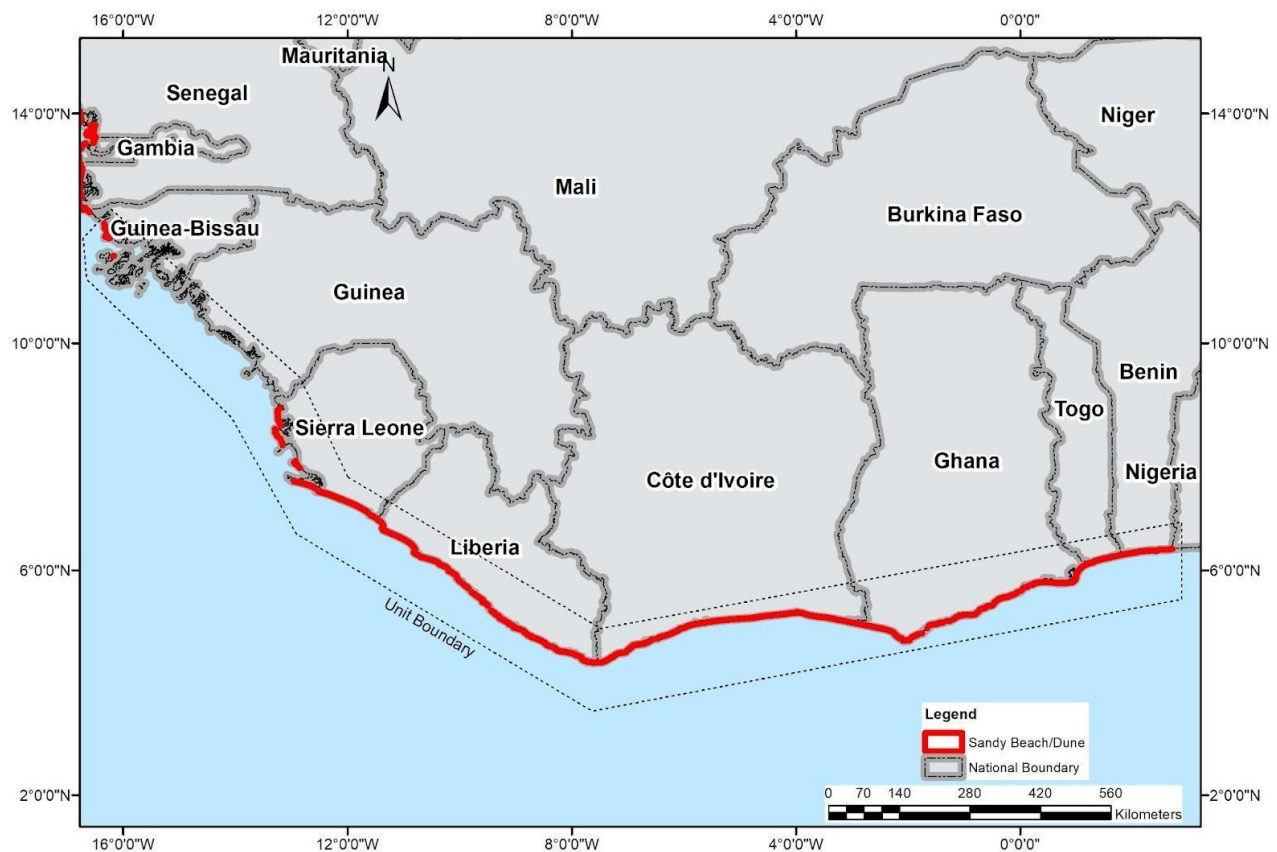 16°0'0"W 12°0'0"W 8°0'0"W 4°0'0"W 0°0'0"
Mauritania
N
Senegal
14°0'0"N 14°0'0"N
Niger
Gambia
Mali
Burkina Faso
Guinea-Bissau
Guinea
10°0'0"N 10°0'0"N
Benin
Togo
Sierra Leone
Ghana
Nigeria
Côte d'Ivoire
Liberia
6°0'0"N 6°0'0"N
Unit Boundary
Legend
Sandy Beach/Dune
National Boundary
2°0'0"N 2°0'0"N
0 70 140 280 420 560
Kilometers
16°0'0"W 12°0'0"W 8°0'0"W 4°0'0"W 0°0'0"